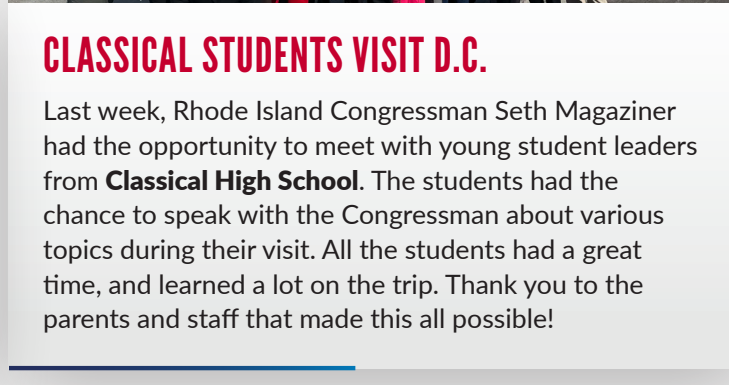 CLASSICAL STUDENTS VISIT D.C.
Last week, Rhode Island Congressman Seth Magaziner
had the opportunity to meet with young student leaders
from Classical High School. The students had the
chance to speak with the Congressman about various
topics during their visit. All the students had a great
time, and learned a lot on the trip. Thank you to the
parents and staff that made this all possible!